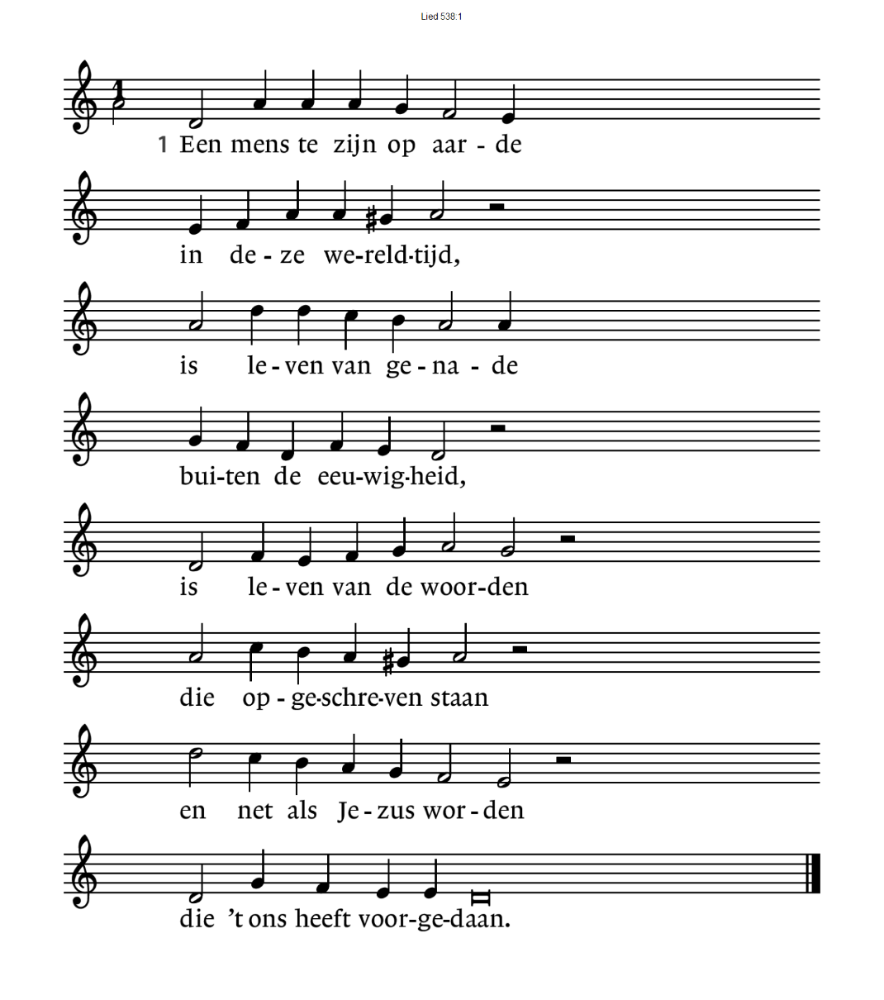 Lied 538:1
1
1 Een mens te zijn op aar - de
in de - ze we-reld-tijd,
is le - ven van ge - na - de
bui-ten de eeu-wig-heid,
is le - ven van de woor-den
die op - ge-schre-ven staan
en net als Je - zus wor - den
die ’t ons heeft voor-ge-daan.